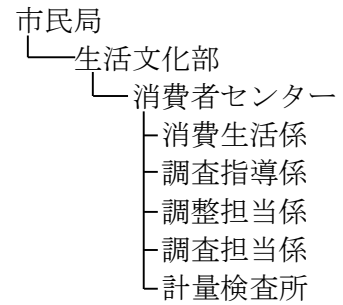 市民局
生活文化部
消費者センター
消費生活係
調査指導係
調整担当係
調査担当係
計量検査所